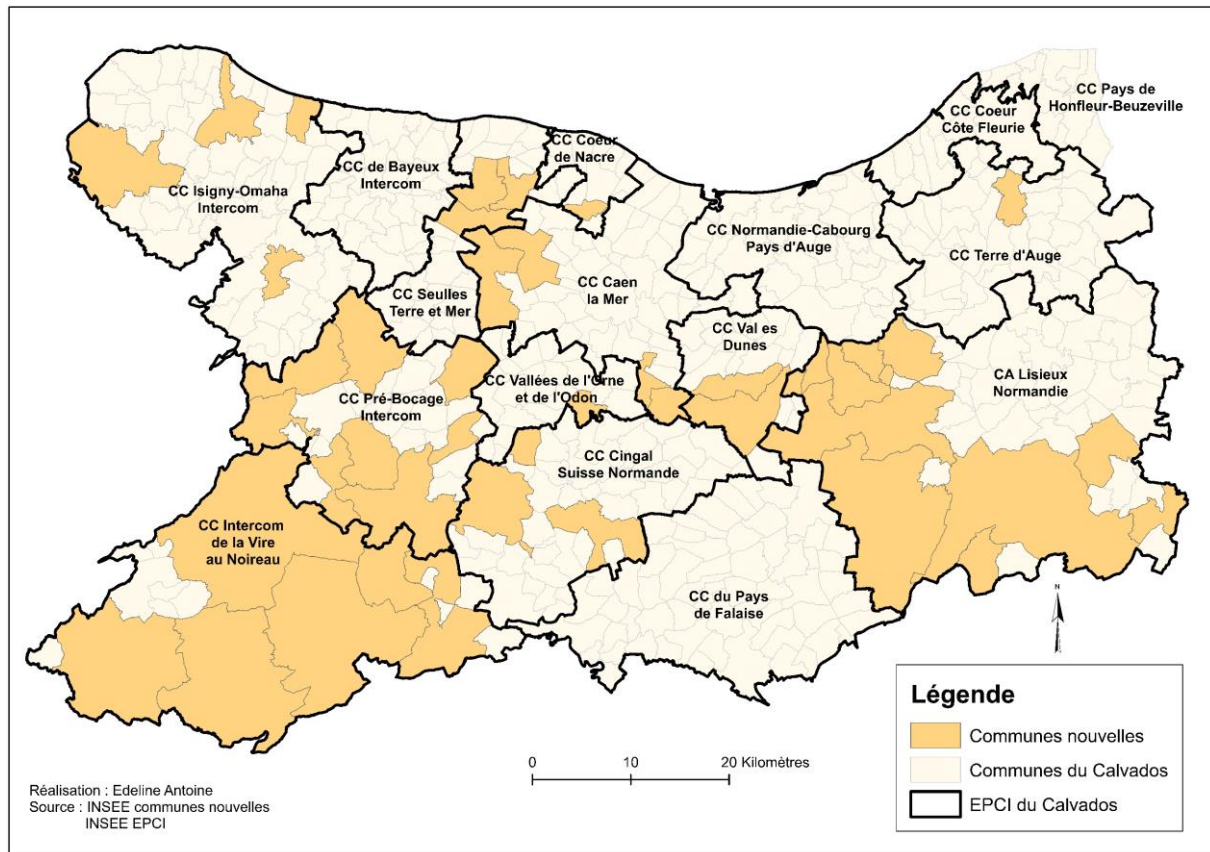 CC Pays de
Honfleur-Beuzeville
CC Coeur
Côte Fleurie
CC Coeur
de Nacre
CC de Bayeux
Intercom
CC Isigny-Omaha
Intercom
CC Normandie-Cabourg
Pays d'Auge
CC Terre d'Auge
CC Caen
la Mer
CC Seulles
Terre et Mer
CC Val es
Dunes
CA Lisieux
Normandie
CC Vallées de l'Orne
et de l'Odon
CC Pré-Bocage
Intercom
CC Cingal
Suisse Normande
CC Intercom
de la Vire
au Noireau
CC du Pays
de Falaise
N
Légende
Communes nouvelles
Communes du Calvados
EPCI du Calvados
0 10 20 Kilomètres
Réalisation : Edeline Antoine
Source : INSEE communes nouvelles
INSEE EPCI